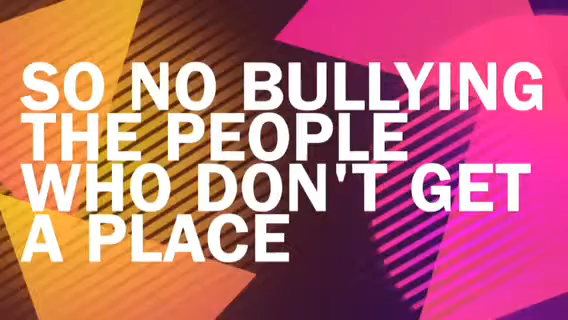 SO NO BULLYING
THE PEOPLE
WHO DON'T GET
A PLACE